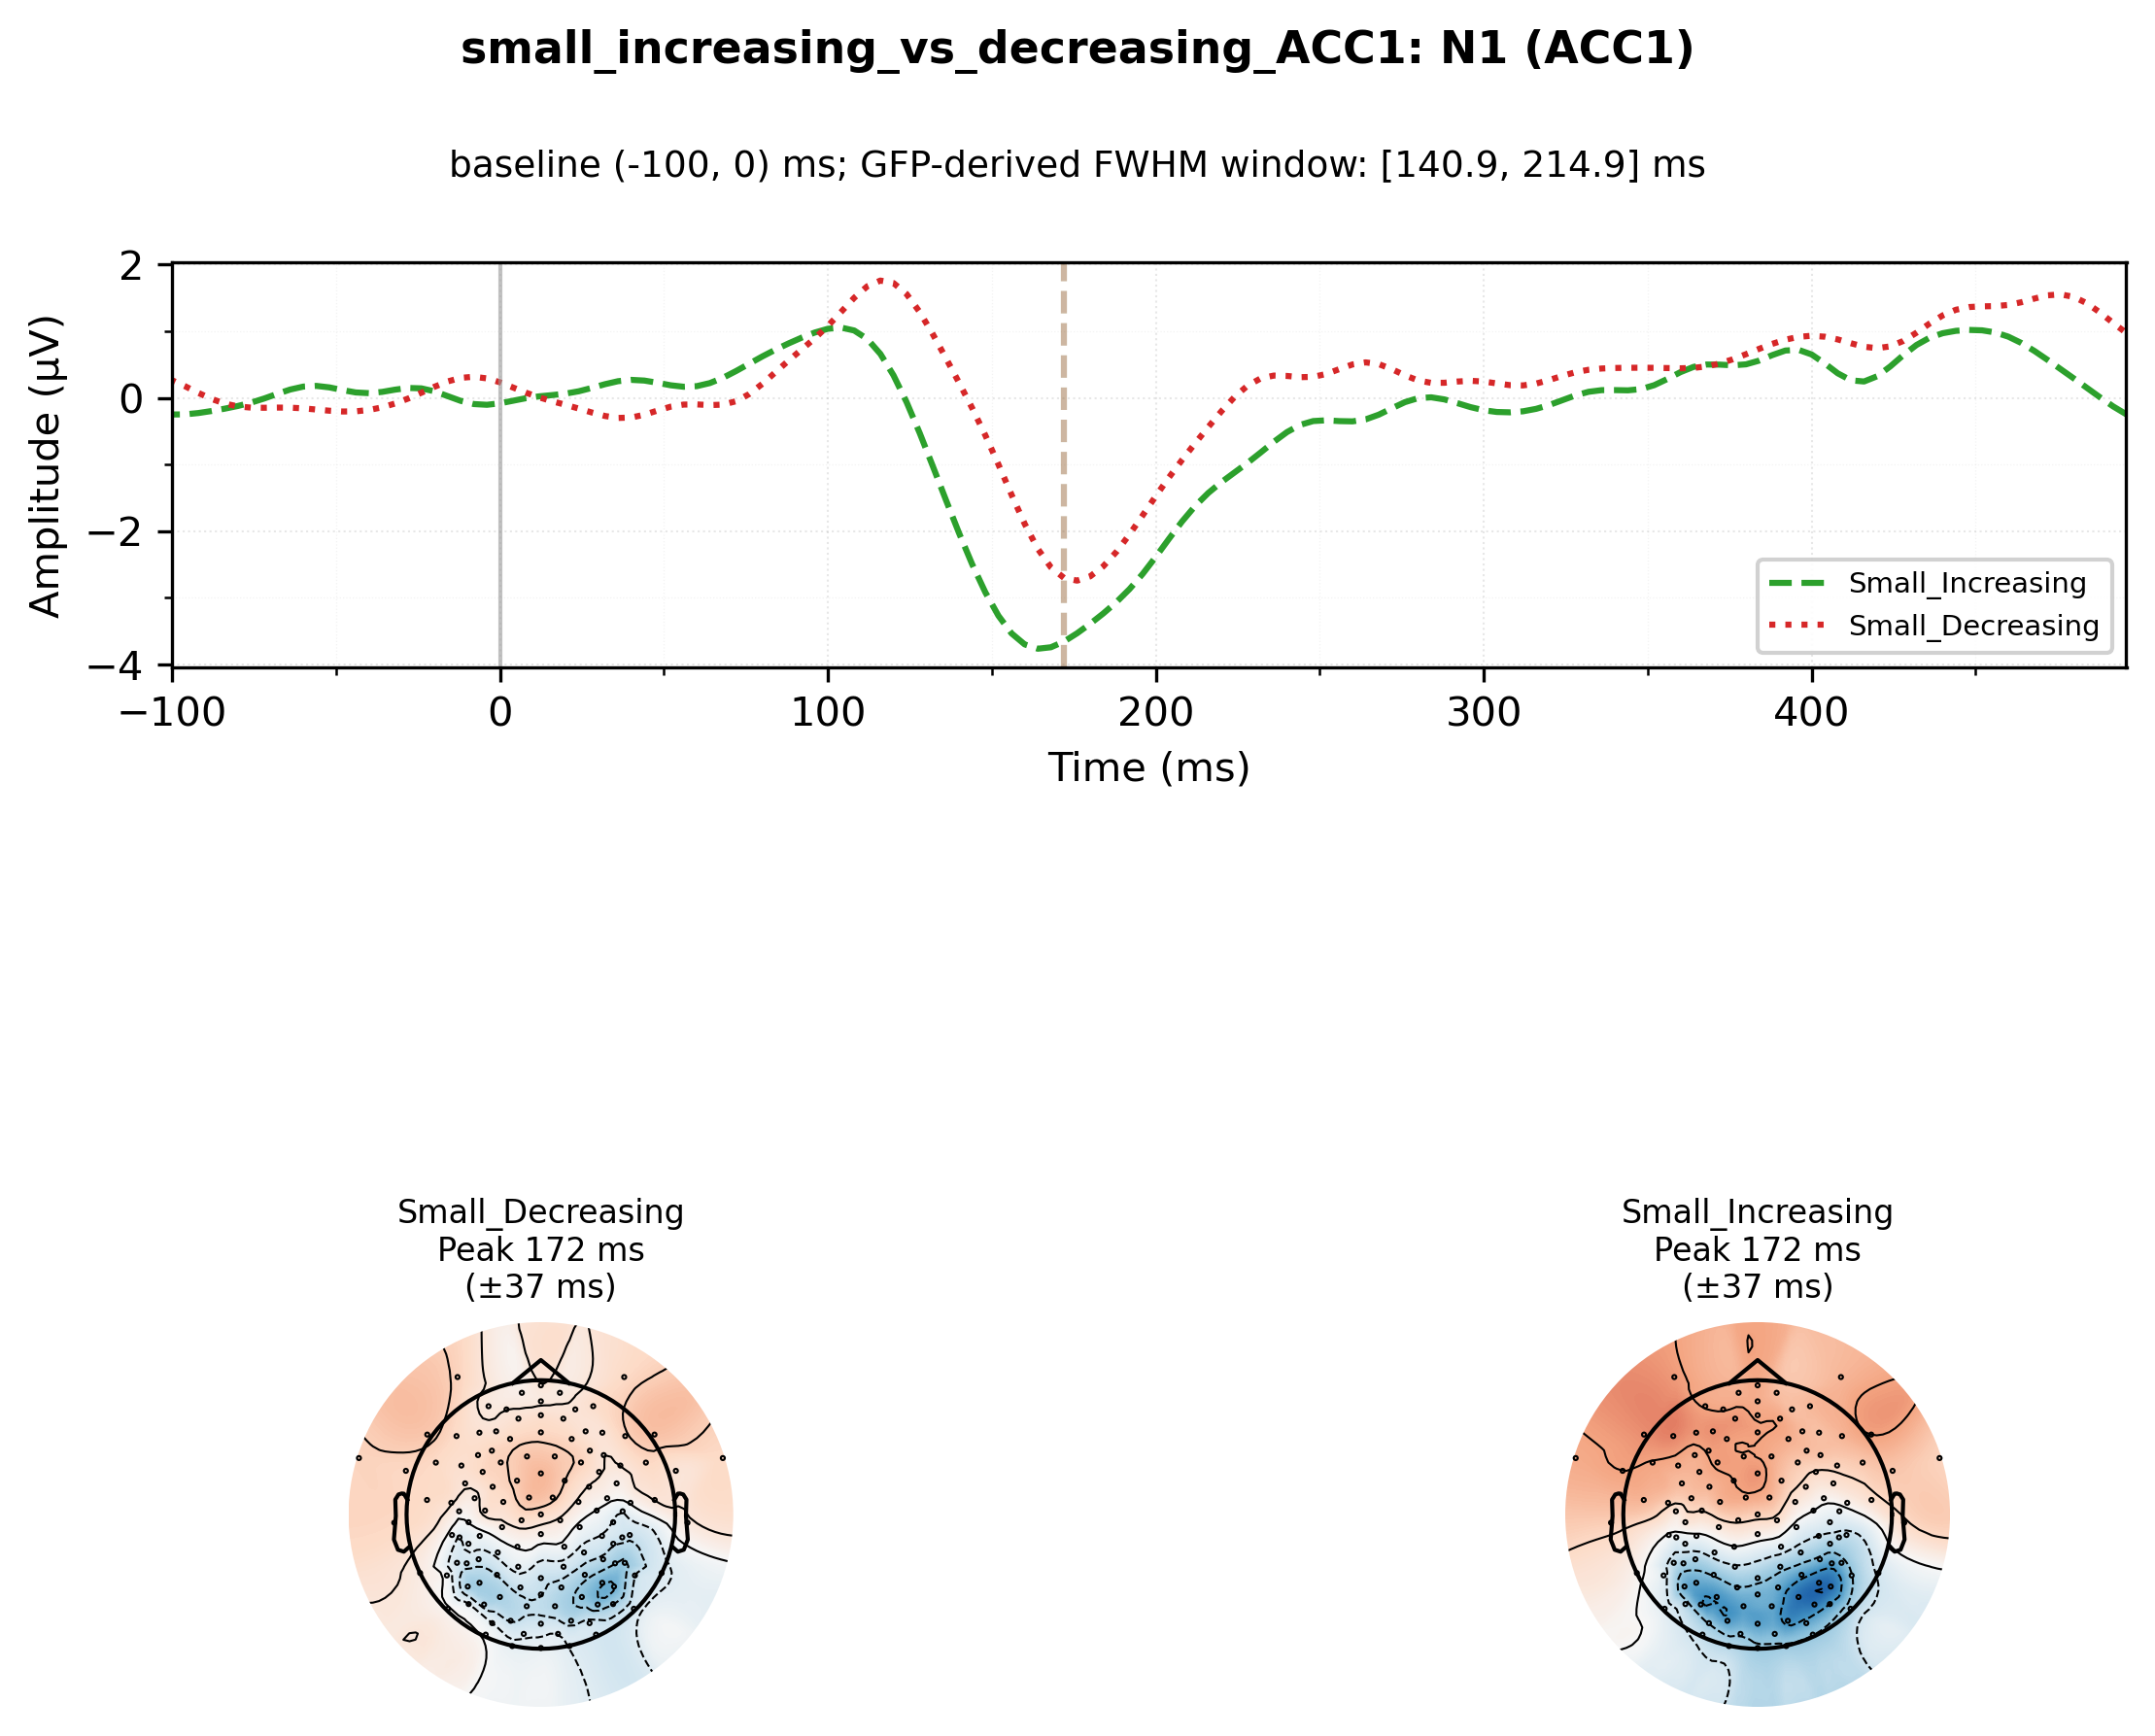 small_increasing_vs_decreasing_ACC1: N1 (ACC1)
baseline (-100, 0) ms; GFP-derived FWHM window: [140.9, 214.9] ms
Amplitude (µV)
2
0
−2
−4
Small_Increasing
Small_Decreasing
−100
0
100
200
300
400
Time (ms)
Small_Decreasing
Peak 172 ms
(±37 ms)
Small_Increasing
Peak 172 ms
(±37 ms)